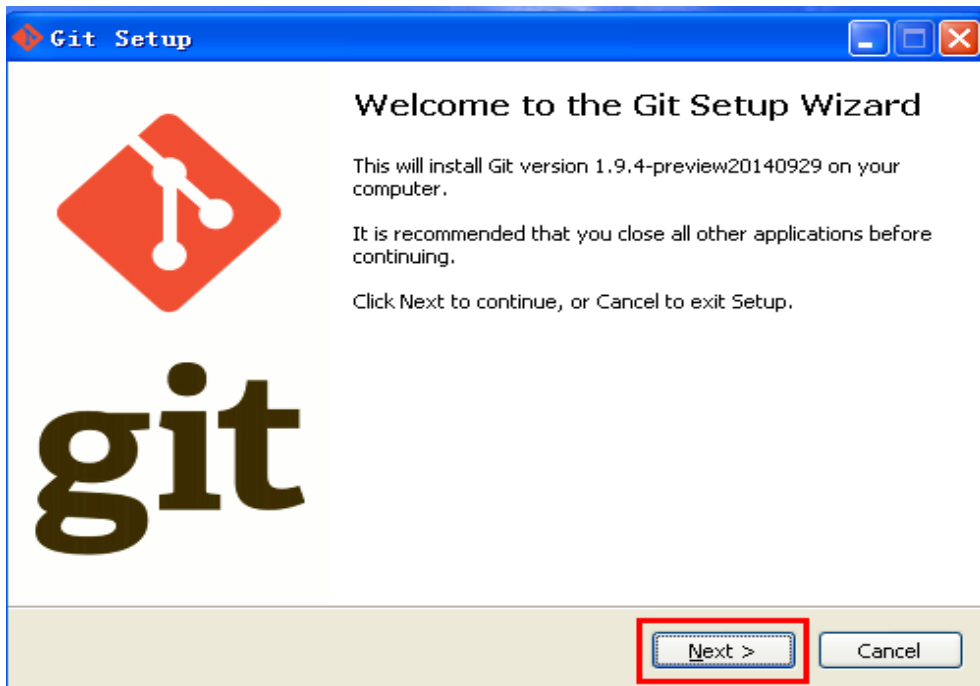 Git Setup
Welcome to the Git Setup Wizard
This will install Git version 1.9.4-preview20140929 on your
computer.
It is recommended that you close all other applications before
continuing.
Click Next to continue, or Cancel to exit Setup.
git
Next >
Cancel